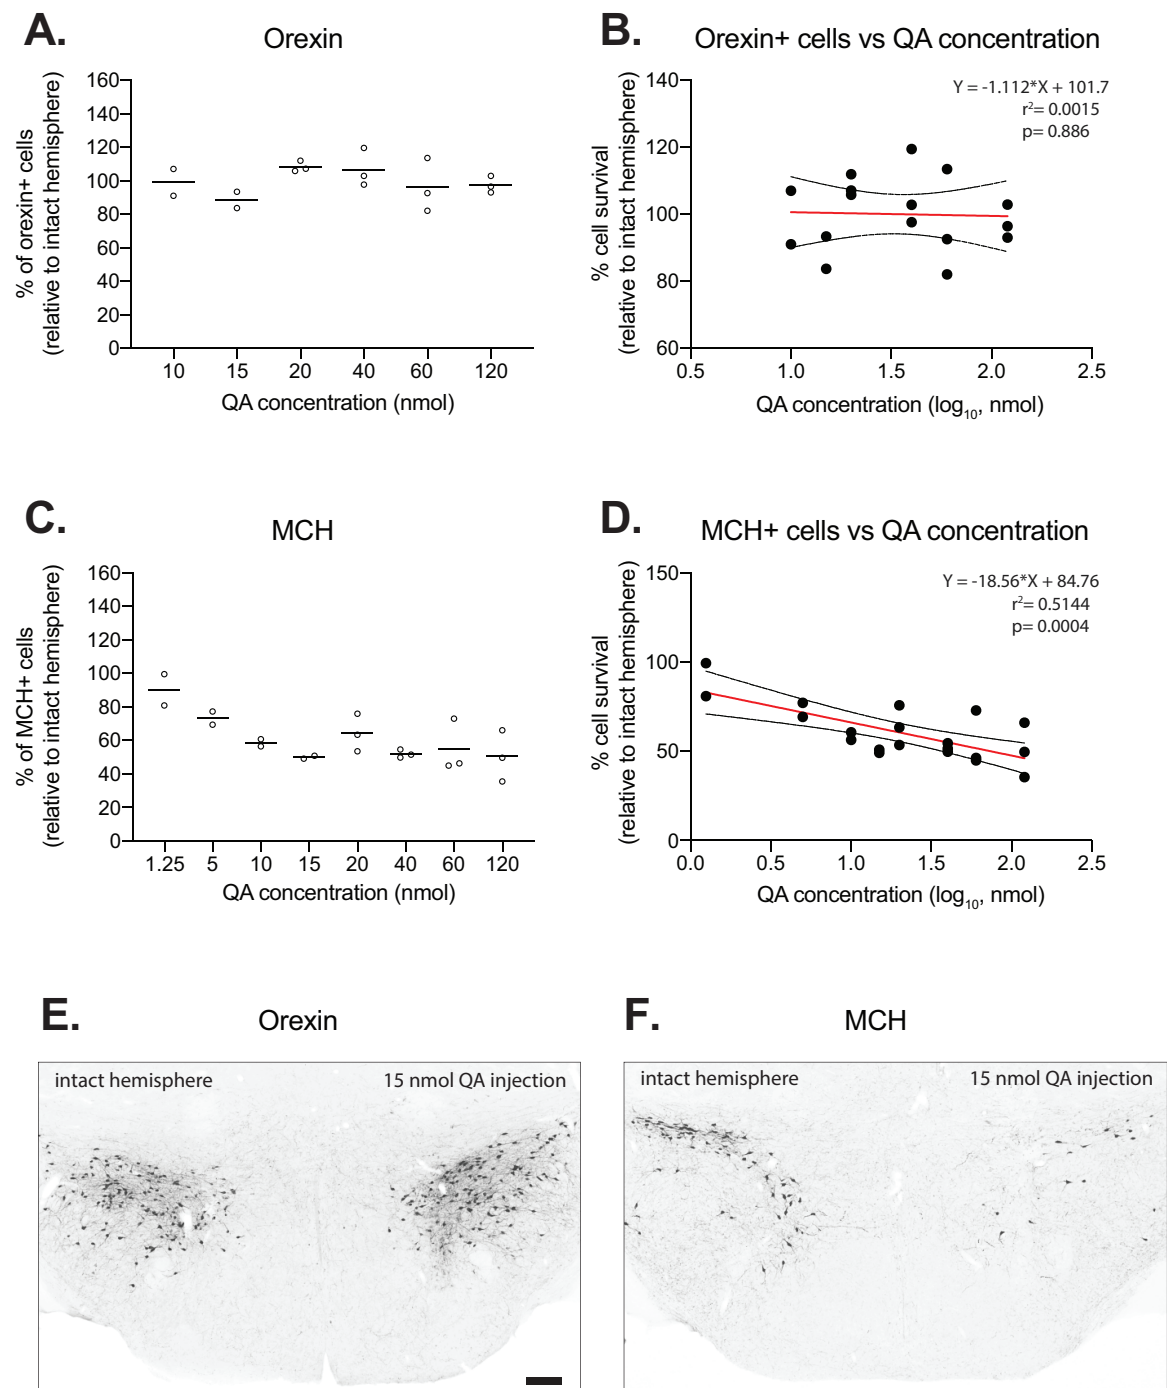 A.
Orexin
% of orexin+ cells
(relative to intact hemisphere)
160
140
120
100
80
60
40
20
0
10 15 20 40 60 120
QA concentration (nmol)
B.
Orexin+ cells vs QA concentration
Y = -1.112*X + 101.7
r²= 0.0015
p= 0.886
% cell survival
(relative to intact hemisphere)
140
120
100
80
60
0.5 1.0 1.5 2.0 2.5
QA concentration (log₁₀, nmol)
C.
MCH
% of MCH+ cells
(relative to intact hemisphere)
160
140
120
100
80
60
40
20
0
1.25 5 10 15 20 40 60 120
QA concentration (nmol)
D.
MCH+ cells vs QA concentration
Y = -18.56*X + 84.76
r²= 0.5144
p= 0.0004
% cell survival
(relative to intact hemisphere)
150
100
50
0
0.0 0.5 1.0 1.5 2.0 2.5
QA concentration (log₁₀, nmol)
E.
Orexin
intact hemisphere 15 nmol QA injection
F.
MCH
intact hemisphere 15 nmol QA injection